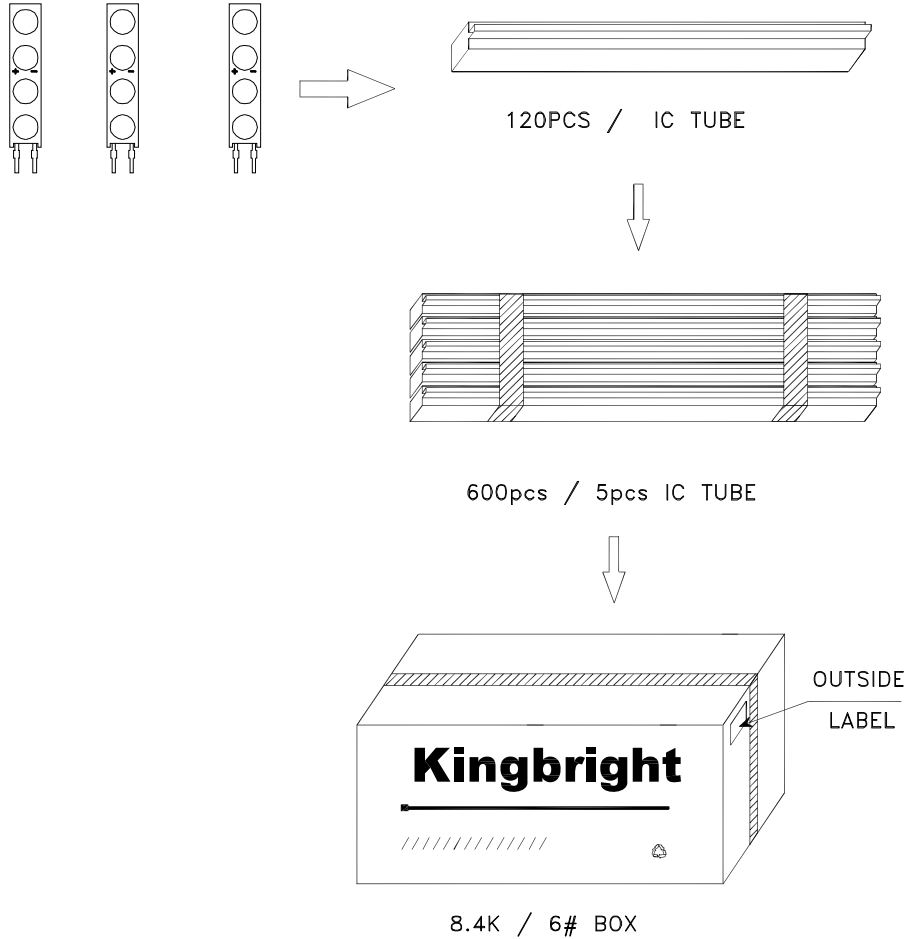 + -
+ -
+ -
120PCS / IC TUBE
600pcs / 5pcs IC TUBE
OUTSIDE
LABEL
Kingbright
8.4K / 6# BOX